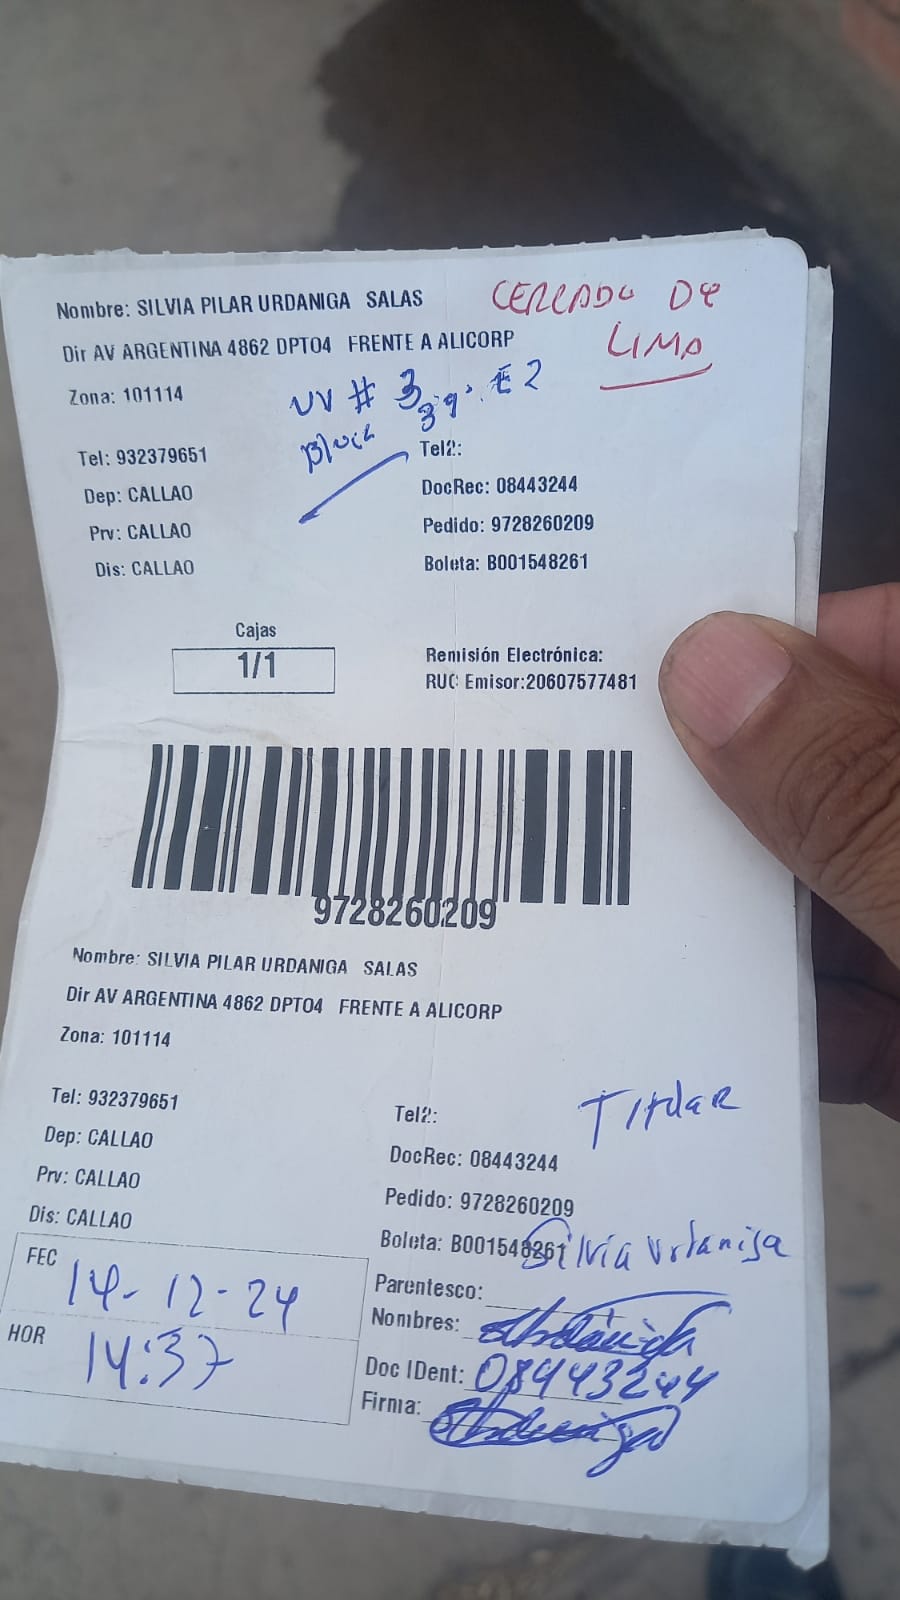 Nombre: SILVIA PILAR URDANIGA SALAS
CERCADO DE
LIMA
Dir AV ARGENTINA 4862 DPTO4 FRENTE A ALICORP
Zona: 101114
# 3 E2
Block
Tel: 932379651
Tel2:
Dep: CALLAO
DocRec: 08443244
Prv: CALLAO
Pedido: 9728260209
Dis: CALLAO
Boleta: B001548261
Cajas
1/1
Remisión Electrónica:
RUC Emisor:20607577481
9728260209
Nombre: SILVIA PILAR URDANIGA SALAS
Dir AV ARGENTINA 4862 DPTO4 FRENTE A ALICORP
Zona: 101114
Titular
Tel: 932379651
Tel2:
Dep: CALLAO
DocRec: 08443244
Prv: CALLAO
Pedido: 9728260209
Dis: CALLAO
Boleta: B001548261
Silvia Urdaniga
FEC 14-12-24
Parentesco:
Nombres:
HOR 14:37
Doc IDent: 08443244
Firma: